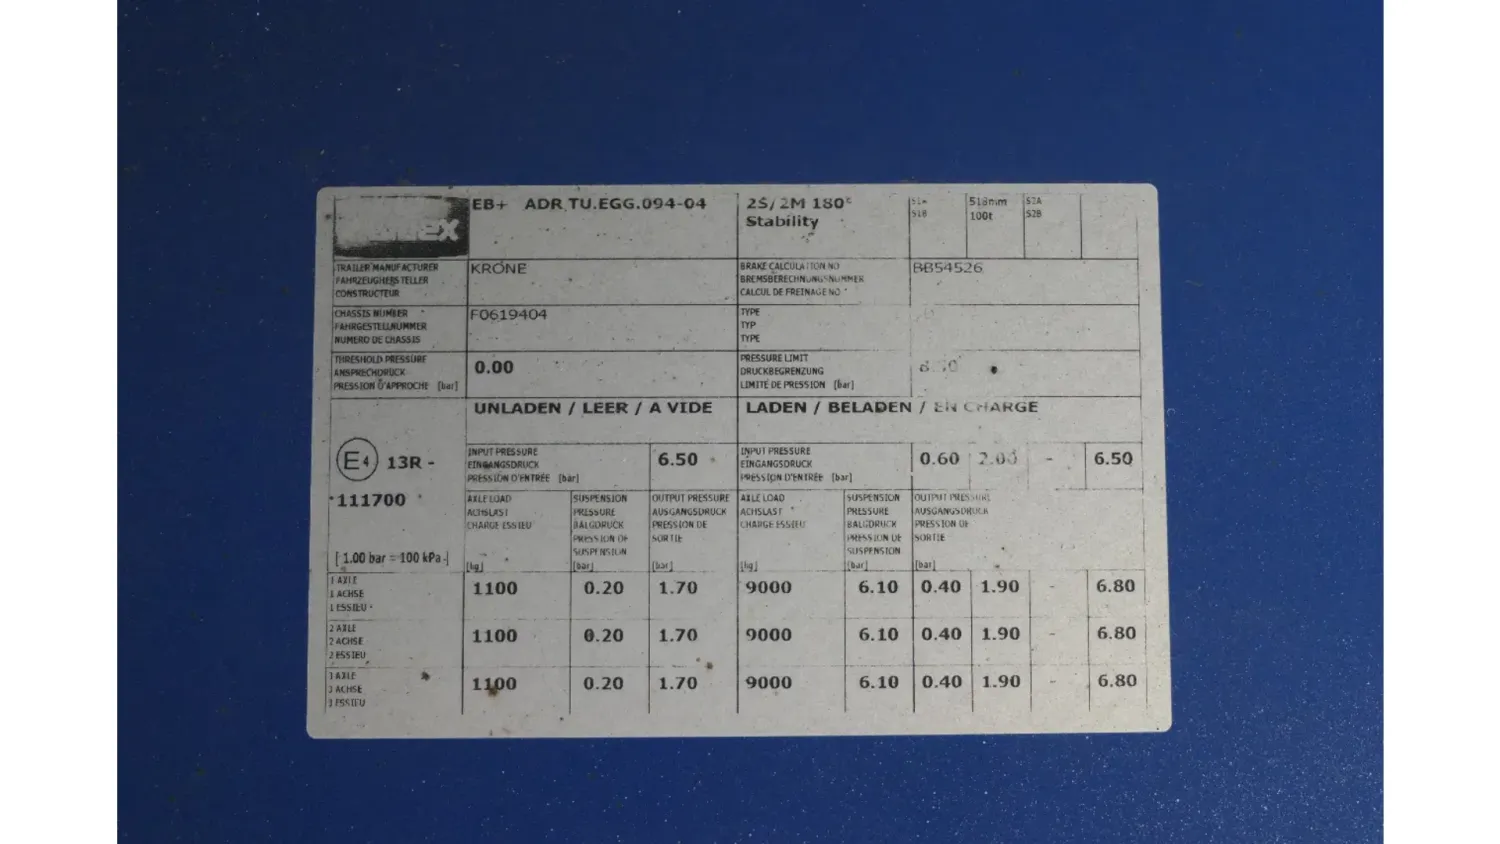 EB+ ADR.TU.EGG.094-04
2S/2M 180°
Stability
S1B
518mm
100t
S2A
S2B
TRAILER MANUFACTURER
FAHRZEUGHERSTELLER
CONSTRUCTEUR
KRONE
BRAKE CALCULATION NO
BREMSBERECHNUNGSNUMMER
CALCUL DE FREINAGE NO
BB54526
CHASSIS NUMBER
FAHRGESTELLNUMMER
NUMERO DE CHASSIS
F0619404
TYPE
TYP
TYPE
THRESHOLD PRESSURE
ANSPRECHDRUCK
PRESSION D'APPROCHE [bar]
0.00
PRESSURE LIMIT
DRUCKBEGRENZUNG
LIMITÉ DE PRESSION [bar]
UNLADEN / LEER / A VIDE
LADEN / BELADEN / EN CHARGE
E4 13R -
111700
[ 1.00 bar = 100 kPa ]
INPUT PRESSURE
EINGANGSDRUCK
PRESSION D'ENTRÉE [bar]
6.50
INPUT PRESSURE
EINGANGSDRUCK
PRESSION D'ENTRÉE [bar]
0.60 2.00 - 6.50
AXLE LOAD
ACHSLAST
CHARGE ESSIEU
[kg]
SUSPENSION
PRESSURE
BALGDRUCK
PRESSION DE
SUSPENSION
[bar]
OUTPUT PRESSURE
AUSGANGSDRUCK
PRESSION DE
SORTIE
[bar]
AXLE LOAD
ACHSLAST
CHARGE ESSIEU
[kg]
SUSPENSION
PRESSURE
BALGDRUCK
PRESSION DE
SUSPENSION
[bar]
OUTPUT PRESSURE
AUSGANGSDRUCK
PRESSION DE
SORTIE
[bar]
1 AXLE
1 ACHSE
1 ESSIEU
1100 0.20 1.70 9000 6.10 0.40 1.90 - 6.80
2 AXLE
2 ACHSE
2 ESSIEU
1100 0.20 1.70 9000 6.10 0.40 1.90 - 6.80
3 AXLE
3 ACHSE
3 ESSIEU
1100 0.20 1.70 9000 6.10 0.40 1.90 - 6.80